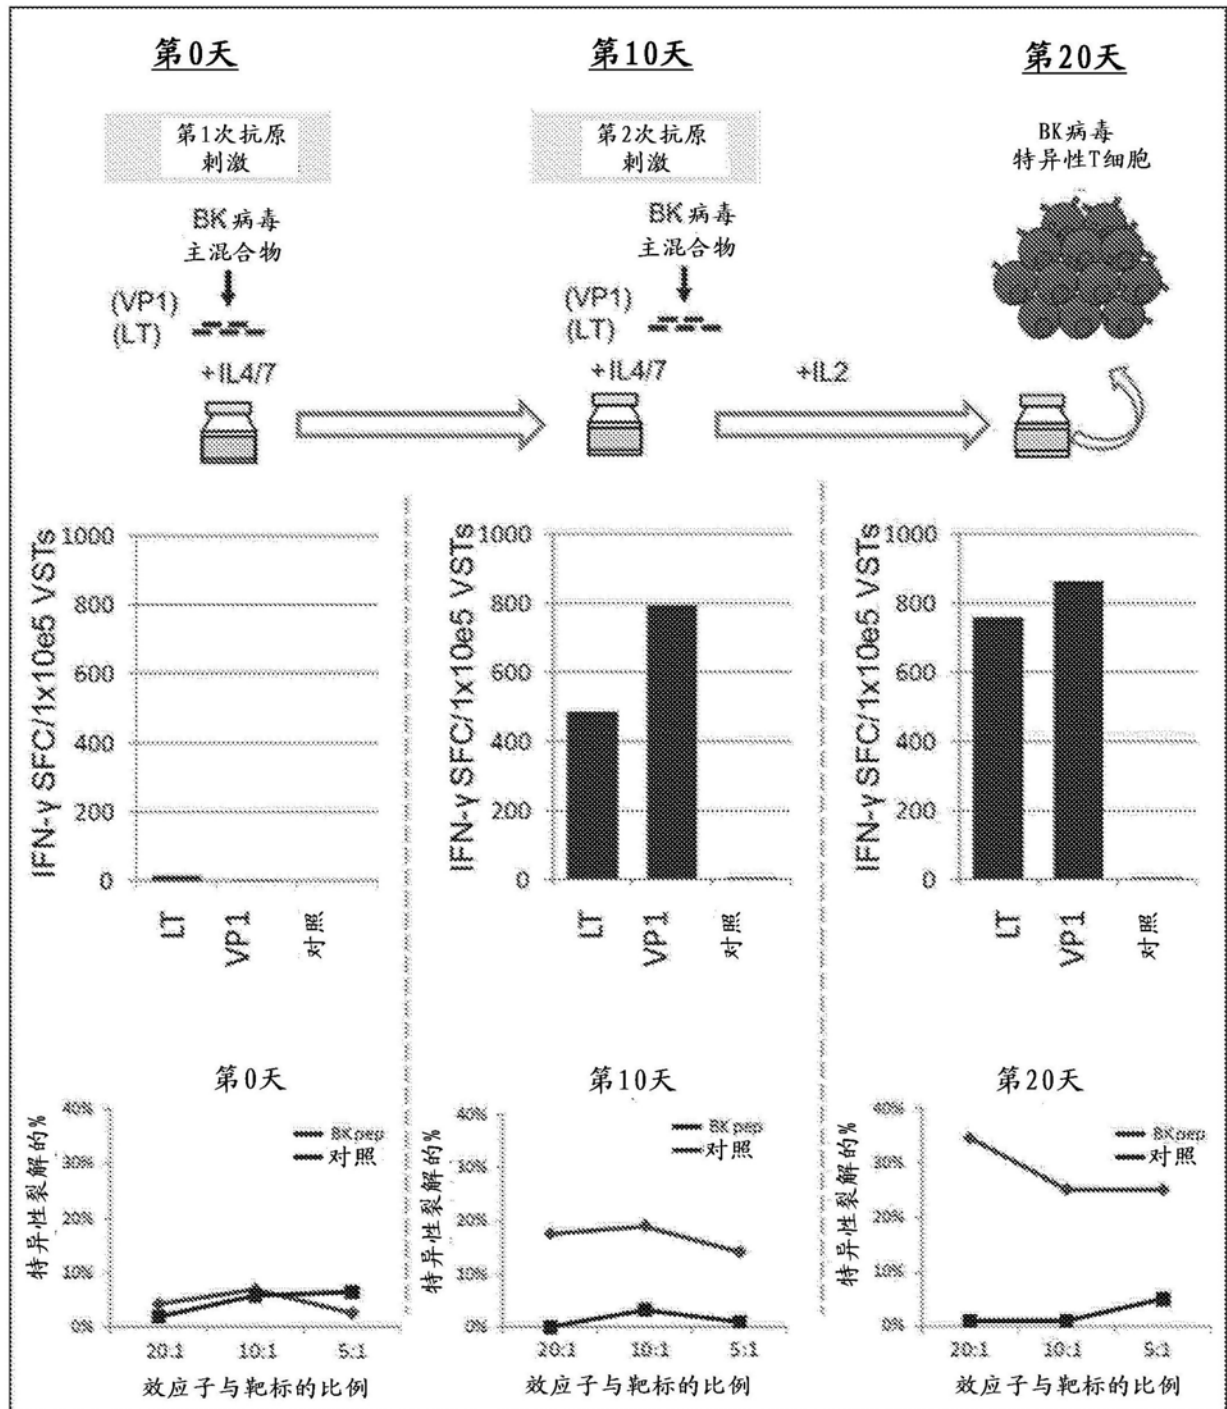 第0天
第10天
第20天
第1次抗原
刺激
第2次抗原
刺激
BK病毒
特异性T细胞
BK病毒
主混合物
BK病毒
主混合物
(VP1)
(LT)
(VP1)
(LT)
+IL4/7
+IL4/7
+IL2
IFN-γ SFC/1x10e5 VSTs
1000
800
600
400
200
0
LT
VP1
对照
IFN-γ SFC/1x10e5 VSTs
1000
800
600
400
200
0
LT
VP1
对照
IFN-γ SFC/1x10e5 VSTs
1000
800
600
400
200
0
LT
VP1
对照
第0天
特异性裂解的%
40%
30%
20%
10%
0%
BKpep
对照
20:1
10:1
5:1
效应子与靶标的比例
第10天
特异性裂解的%
40%
30%
20%
10%
0%
BKpep
对照
20:1
10:1
5:1
效应子与靶标的比例
第20天
特异性裂解的%
40%
30%
20%
10%
0%
BKpep
对照
20:1
10:1
5:1
效应子与靶标的比例